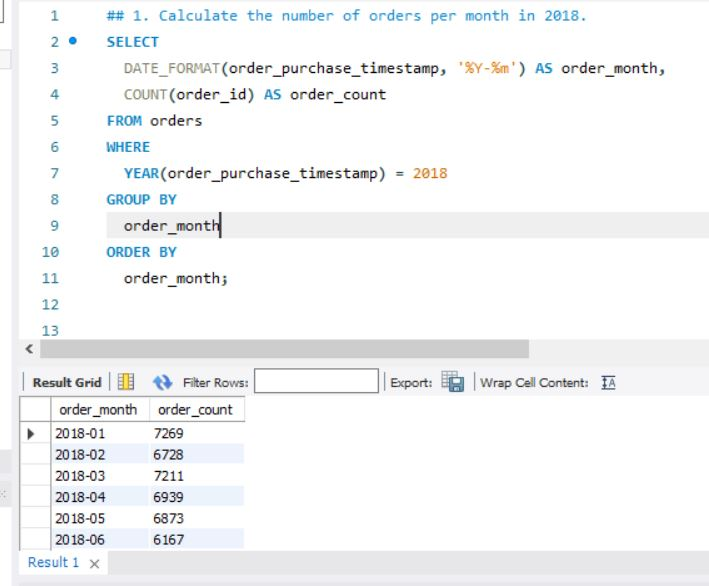 1 ## 1. Calculate the number of orders per month in 2018.
2 SELECT
3 DATE_FORMAT(order_purchase_timestamp, '%Y-%m') AS order_month,
4 COUNT(order_id) AS order_count
5 FROM orders
6 WHERE
7 YEAR(order_purchase_timestamp) = 2018
8 GROUP BY
9 order_month
10 ORDER BY
11 order_month;
12
13
Result Grid Filter Rows: Export: Wrap Cell Content: IA
order_month order_count
2018-01 7269
2018-02 6728
2018-03 7211
2018-04 6939
2018-05 6873
2018-06 6167
Result 1 ×